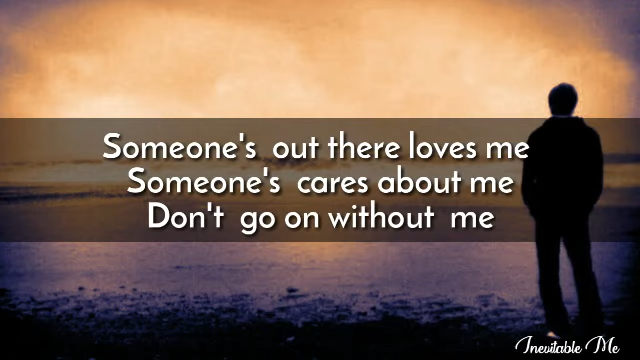 Someone's out there loves me
Someone's cares about me
Don't go on without me
Inevitable Me